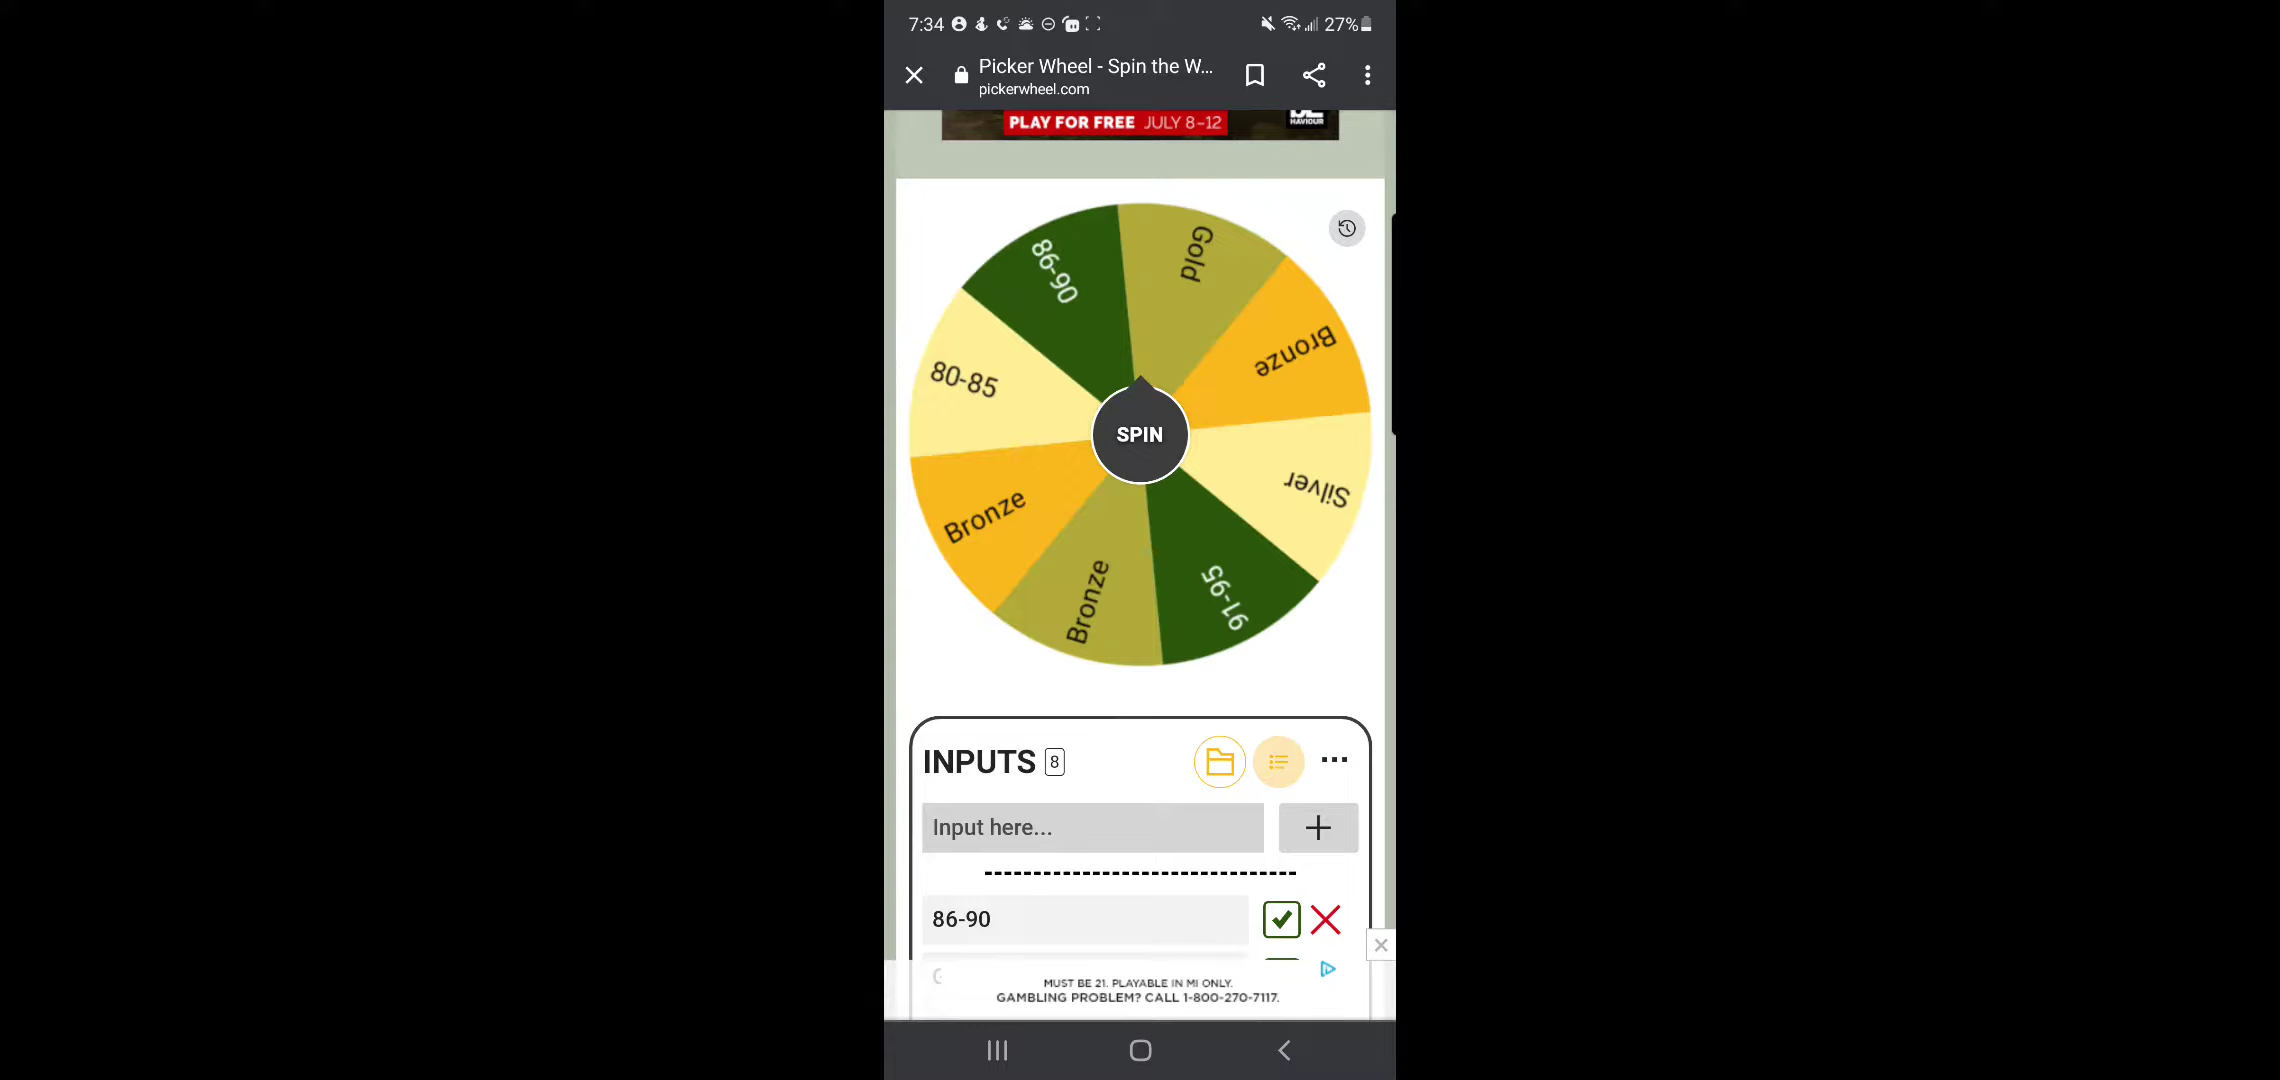 7:34
27%
Picker Wheel - Spin the W...
pickerwheel.com
PLAY FOR FREE JULY 8-12
HAVIOUR
Gold
86-90
Bronze
80-85
SPIN
Silver
Bronze
91-95
Bronze
INPUTS 8
Input here...
-------------------------------
86-90
MUST BE 21. PLAYABLE IN MI ONLY.
GAMBLING PROBLEM? CALL 1-800-270-7117.